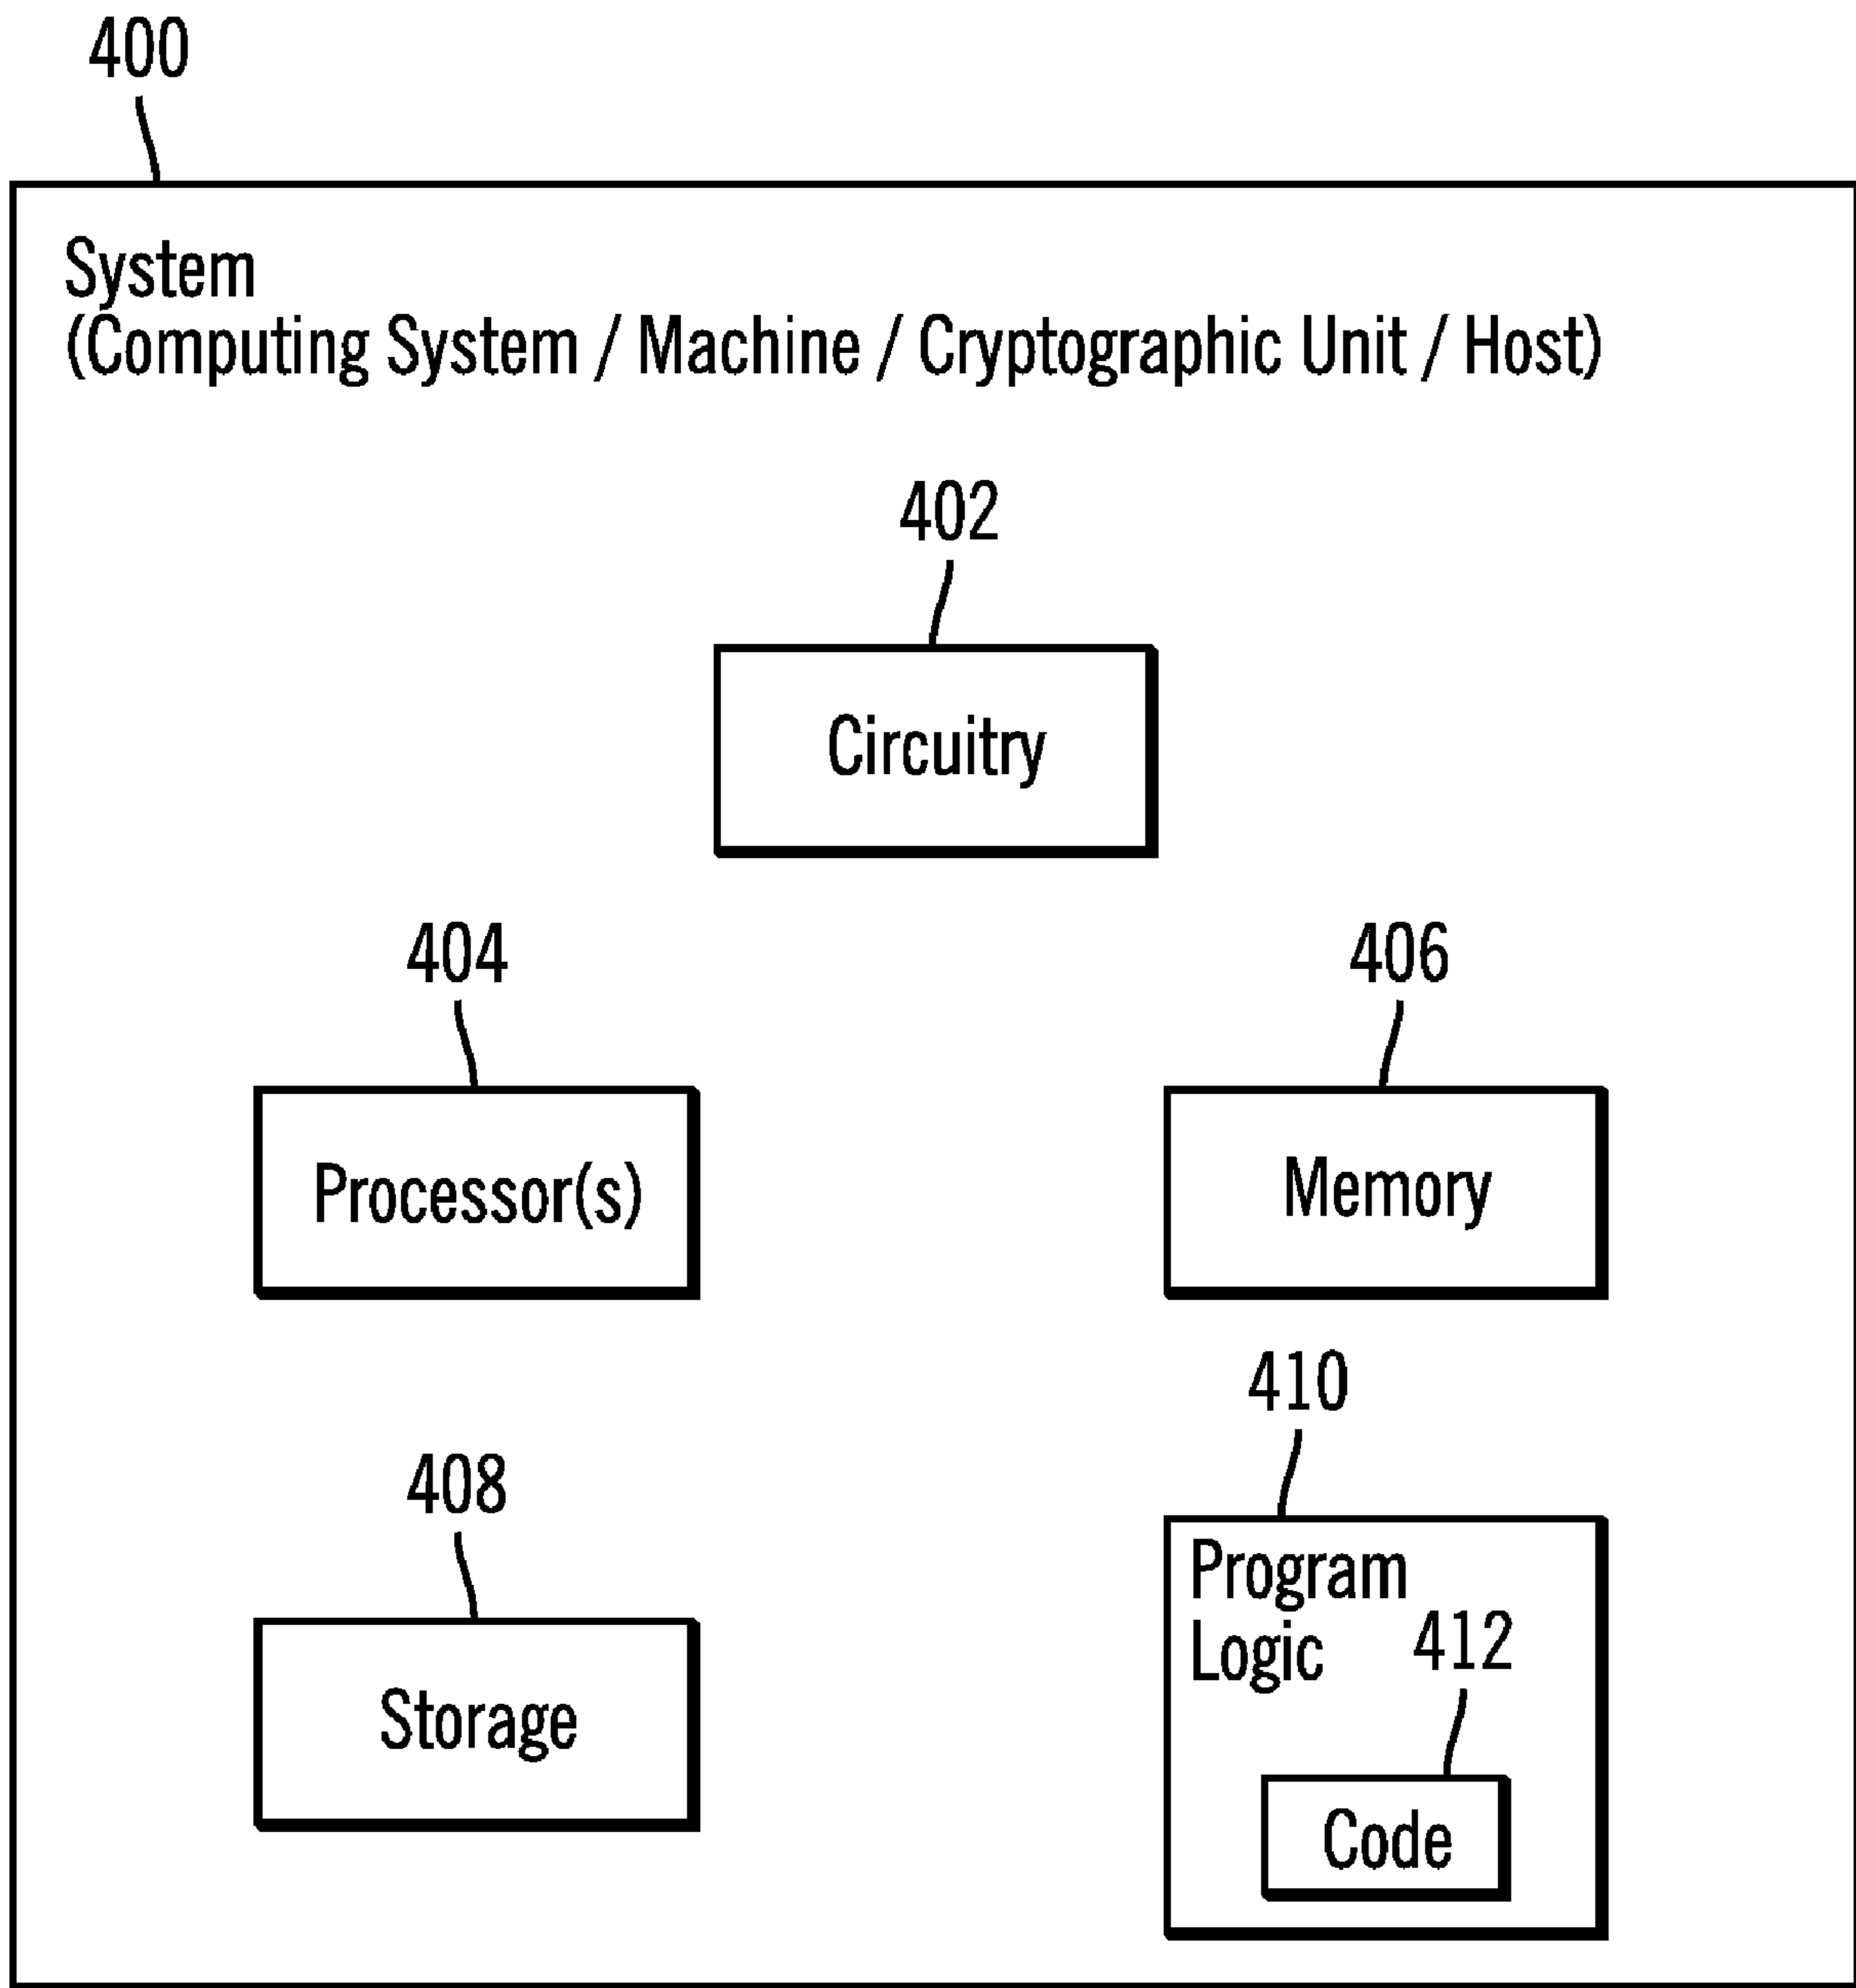 400
System
(Computing System / Machine / Cryptographic Unit / Host)
402
Circuitry
404
406
Processor(s)
Memory
410
408
Program
Logic
412
Storage
Code